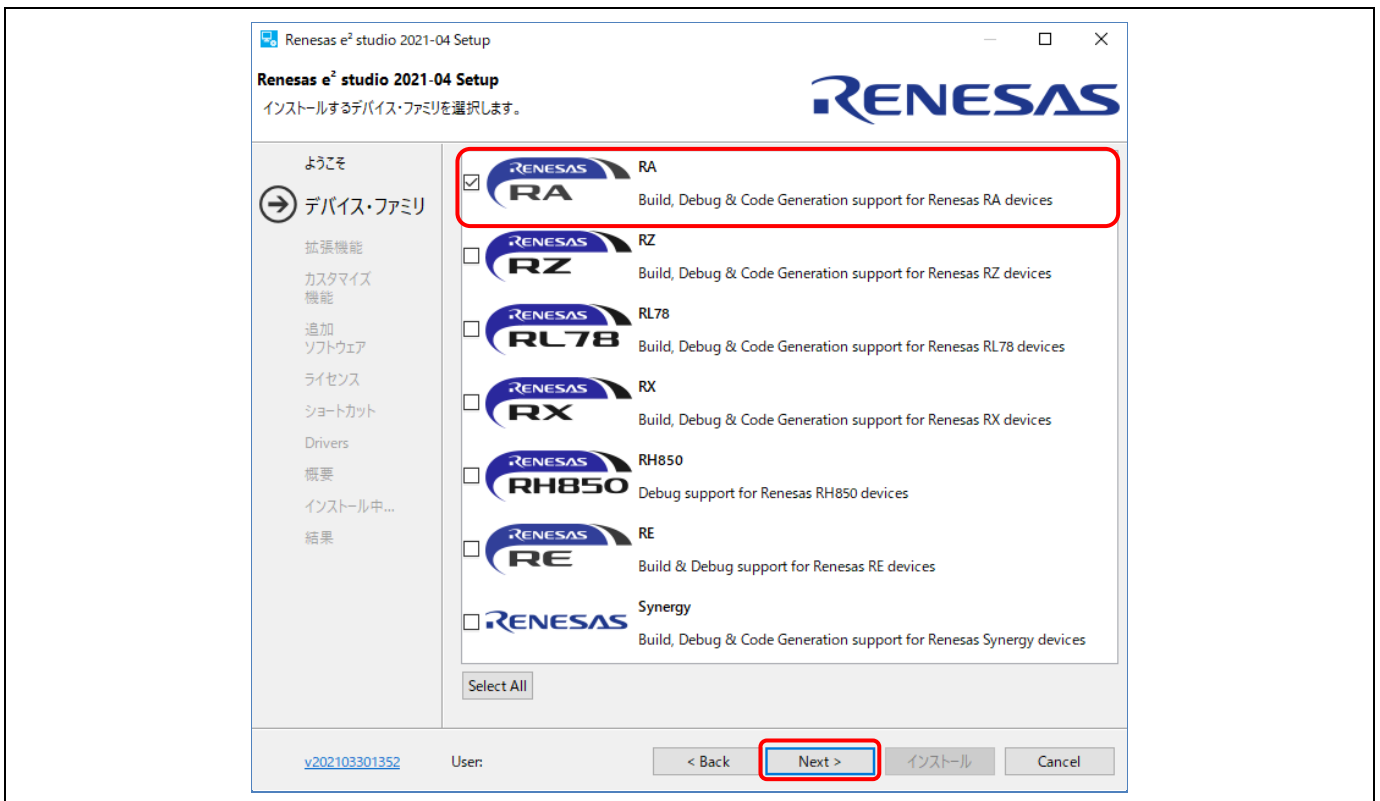 Renesas e² studio 2021-04 Setup
Renesas e² studio 2021-04 Setup
インストールするデバイス・ファミリを選択します。
RENESAS
ようこそ
デバイス・ファミリ
拡張機能
カスタマイズ
機能
追加
ソフトウェア
ライセンス
ショートカット
Drivers
概要
インストール中...
結果
RENESAS
RA
RA
Build, Debug & Code Generation support for Renesas RA devices
RENESAS
RZ
RZ
Build, Debug & Code Generation support for Renesas RZ devices
RENESAS
RL78
RL78
Build, Debug & Code Generation support for Renesas RL78 devices
RENESAS
RX
RX
Build, Debug & Code Generation support for Renesas RX devices
RENESAS
RH850
RH850
Debug support for Renesas RH850 devices
RENESAS
RE
RE
Build & Debug support for Renesas RE devices
RENESAS
Synergy
Build, Debug & Code Generation support for Renesas Synergy devices
Select All
v202103301352
User:
< Back
Next >
インストール
Cancel